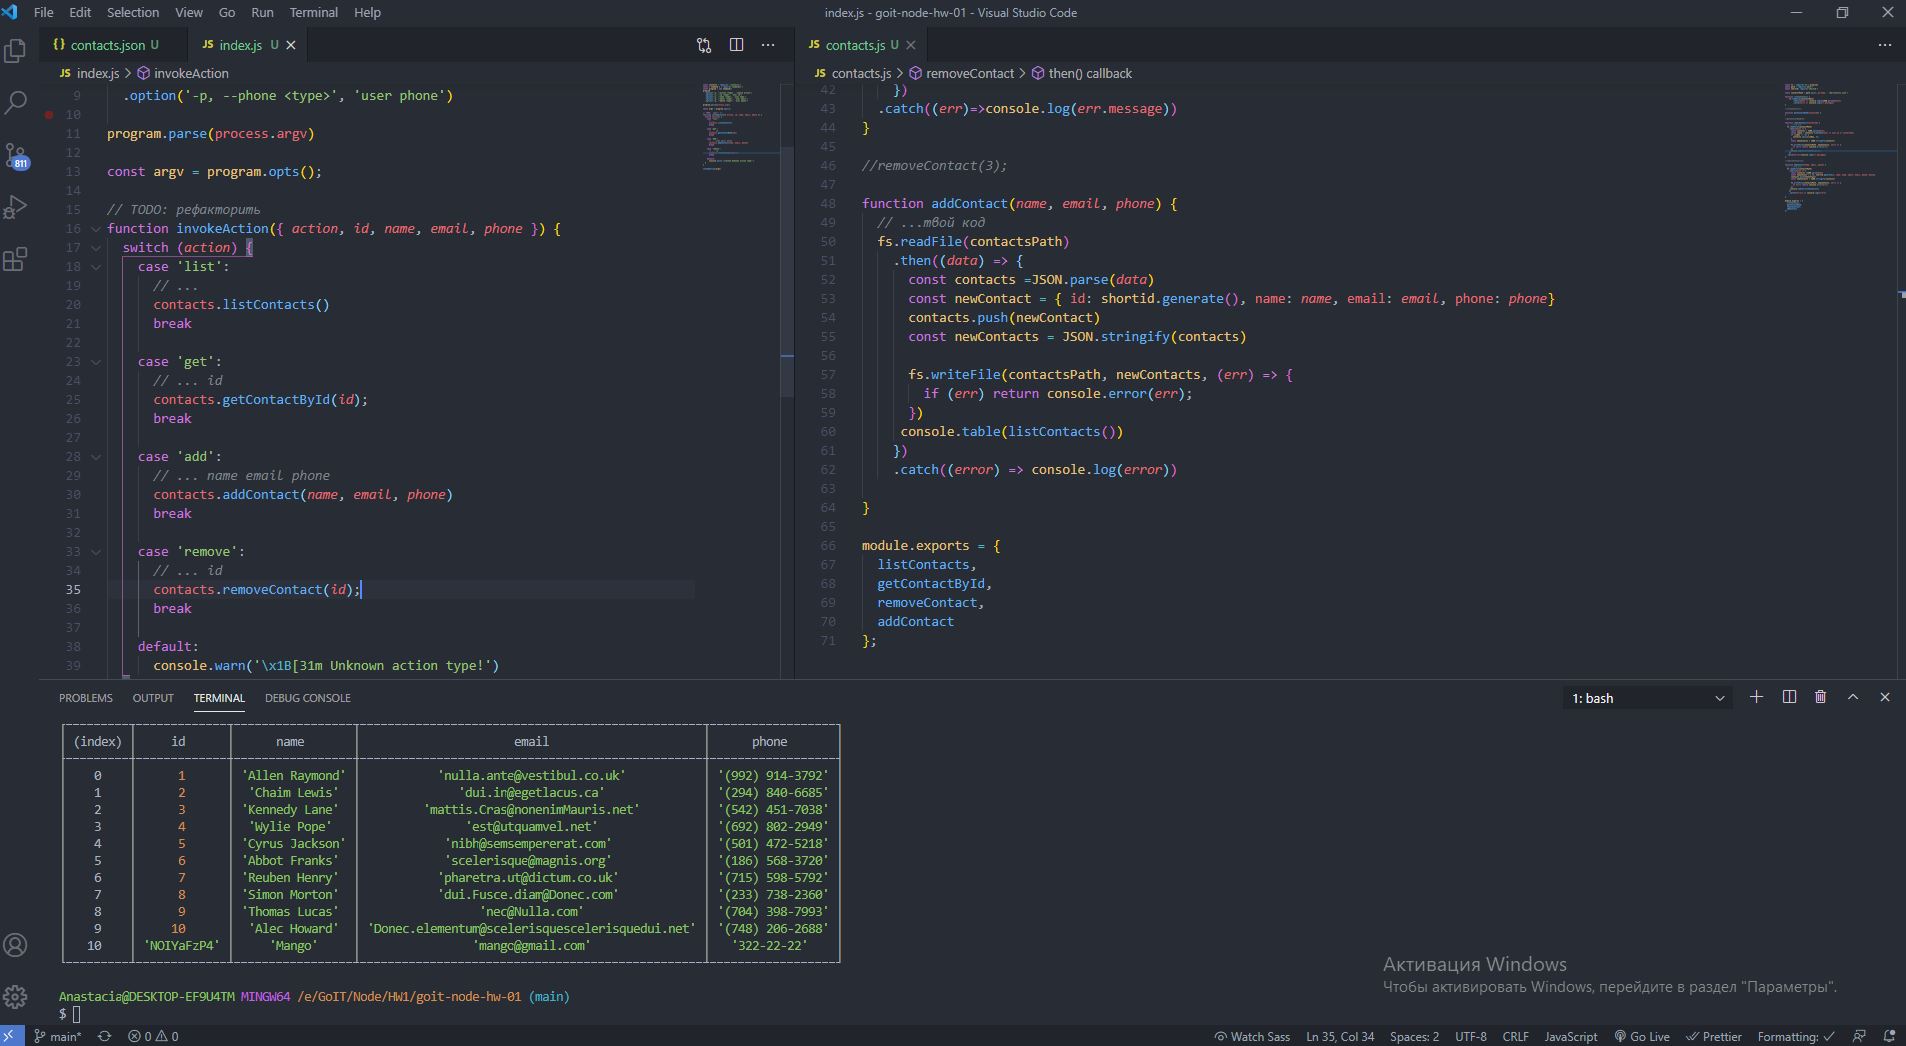 File Edit Selection View Go Run Terminal Help
index.js - goit-node-hw-01 - Visual Studio Code
{} contacts.json U
JS index.js U
JS index.js > invokeAction
9 .option('-p, --phone <type>', 'user phone')
10
11 program.parse(process.argv)
12
13 const argv = program.opts();
14
15 // TODO: рефакторить
16 function invokeAction({ action, id, name, email, phone }) {
17 switch (action) {
18 case 'list':
19 // ...
20 contacts.listContacts()
21 break
22
23 case 'get':
24 // ... id
25 contacts.getContactById(id);
26 break
27
28 case 'add':
29 // ... name email phone
30 contacts.addContact(name, email, phone)
31 break
32
33 case 'remove':
34 // ... id
35 contacts.removeContact(id);
36 break
37
38 default:
39 console.warn('\x1B[31m Unknown action type!')
JS contacts.js U
JS contacts.js > removeContact > then() callback
42 })
43 .catch((err)=>console.log(err.message))
44 }
45
46 //removeContact(3);
47
48 function addContact(name, email, phone) {
49 // ...твой код
50 fs.readFile(contactsPath)
51 .then((data) => {
52 const contacts =JSON.parse(data)
53 const newContact = { id: shortid.generate(), name: name, email: email, phone: phone}
54 contacts.push(newContact)
55 const newContacts = JSON.stringify(contacts)
56
57 fs.writeFile(contactsPath, newContacts, (err) => {
58 if (err) return console.error(err);
59 })
60 console.table(listContacts())
61 })
62 .catch((error) => console.log(error))
63
64 }
65
66 module.exports = {
67 listContacts,
68 getContactById,
69 removeContact,
70 addContact
71 };
811
PROBLEMS OUTPUT TERMINAL DEBUG CONSOLE
1: bash
(index) id name email phone
0 1 'Allen Raymond' 'nulla.ante@vestibul.co.uk' '(992) 914-3792'
1 2 'Chaim Lewis' 'dui.in@egetlacus.ca' '(294) 840-6685'
2 3 'Kennedy Lane' 'mattis.Cras@nonenimMauris.net' '(542) 451-7038'
3 4 'Wylie Pope' 'est@utquamvel.net' '(692) 802-2949'
4 5 'Cyrus Jackson' 'nibh@semsempererat.com' '(501) 472-5218'
5 6 'Abbot Franks' 'scelerisque@magnis.org' '(186) 568-3720'
6 7 'Reuben Henry' 'pharetra.ut@dictum.co.uk' '(715) 598-5792'
7 8 'Simon Morton' 'dui.Fusce.diam@Donec.com' '(233) 738-2360'
8 9 'Thomas Lucas' 'nec@Nulla.com' '(704) 398-7993'
9 10 'Alec Howard' 'Donec.elementum@scelerisquescelerisquedui.net' '(748) 206-2688'
10 'NOIYaFzP4' 'Mango' 'mango@gmail.com' '322-22-22'
Anastacia@DESKTOP-EF9U4TM MINGW64 /e/GoIT/Node/HW1/goit-node-hw-01 (main)
$
Активация Windows
Чтобы активировать Windows, перейдите в раздел "Параметры".
main* 0 0 Watch Sass Ln 35, Col 34 Spaces: 2 UTF-8 CRLF JavaScript Go Live Prettier Formatting: ✓